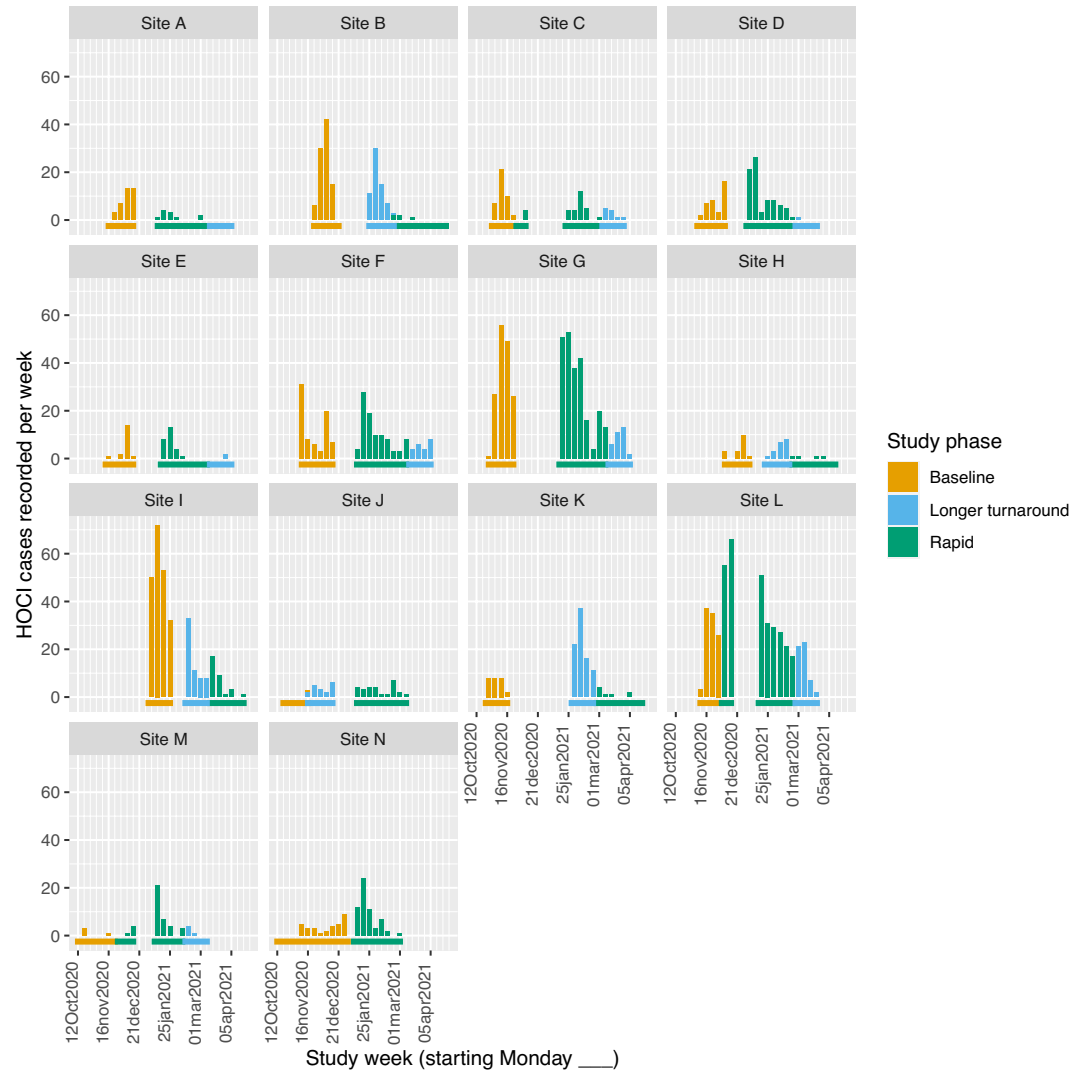 Site A Site B Site C Site D
60
40
20
0
Site E Site F Site G Site H
60
40
20
0
Site I Site J Site K Site L
60
40
20
0
12Oct2020 16nov2020 21dec2020 25jan2021 01mar2021 05apr2021 12Oct2020 16nov2020 21dec2020 25jan2021 01mar2021 05apr2021
Site M Site N
60
40
20
0
12Oct2020 16nov2020 21dec2020 25jan2021 01mar2021 05apr2021 12Oct2020 16nov2020 21dec2020 25jan2021 01mar2021 05apr2021
HOCI cases recorded per week
Study week (starting Monday ___)
Study phase
Baseline
Longer turnaround
Rapid